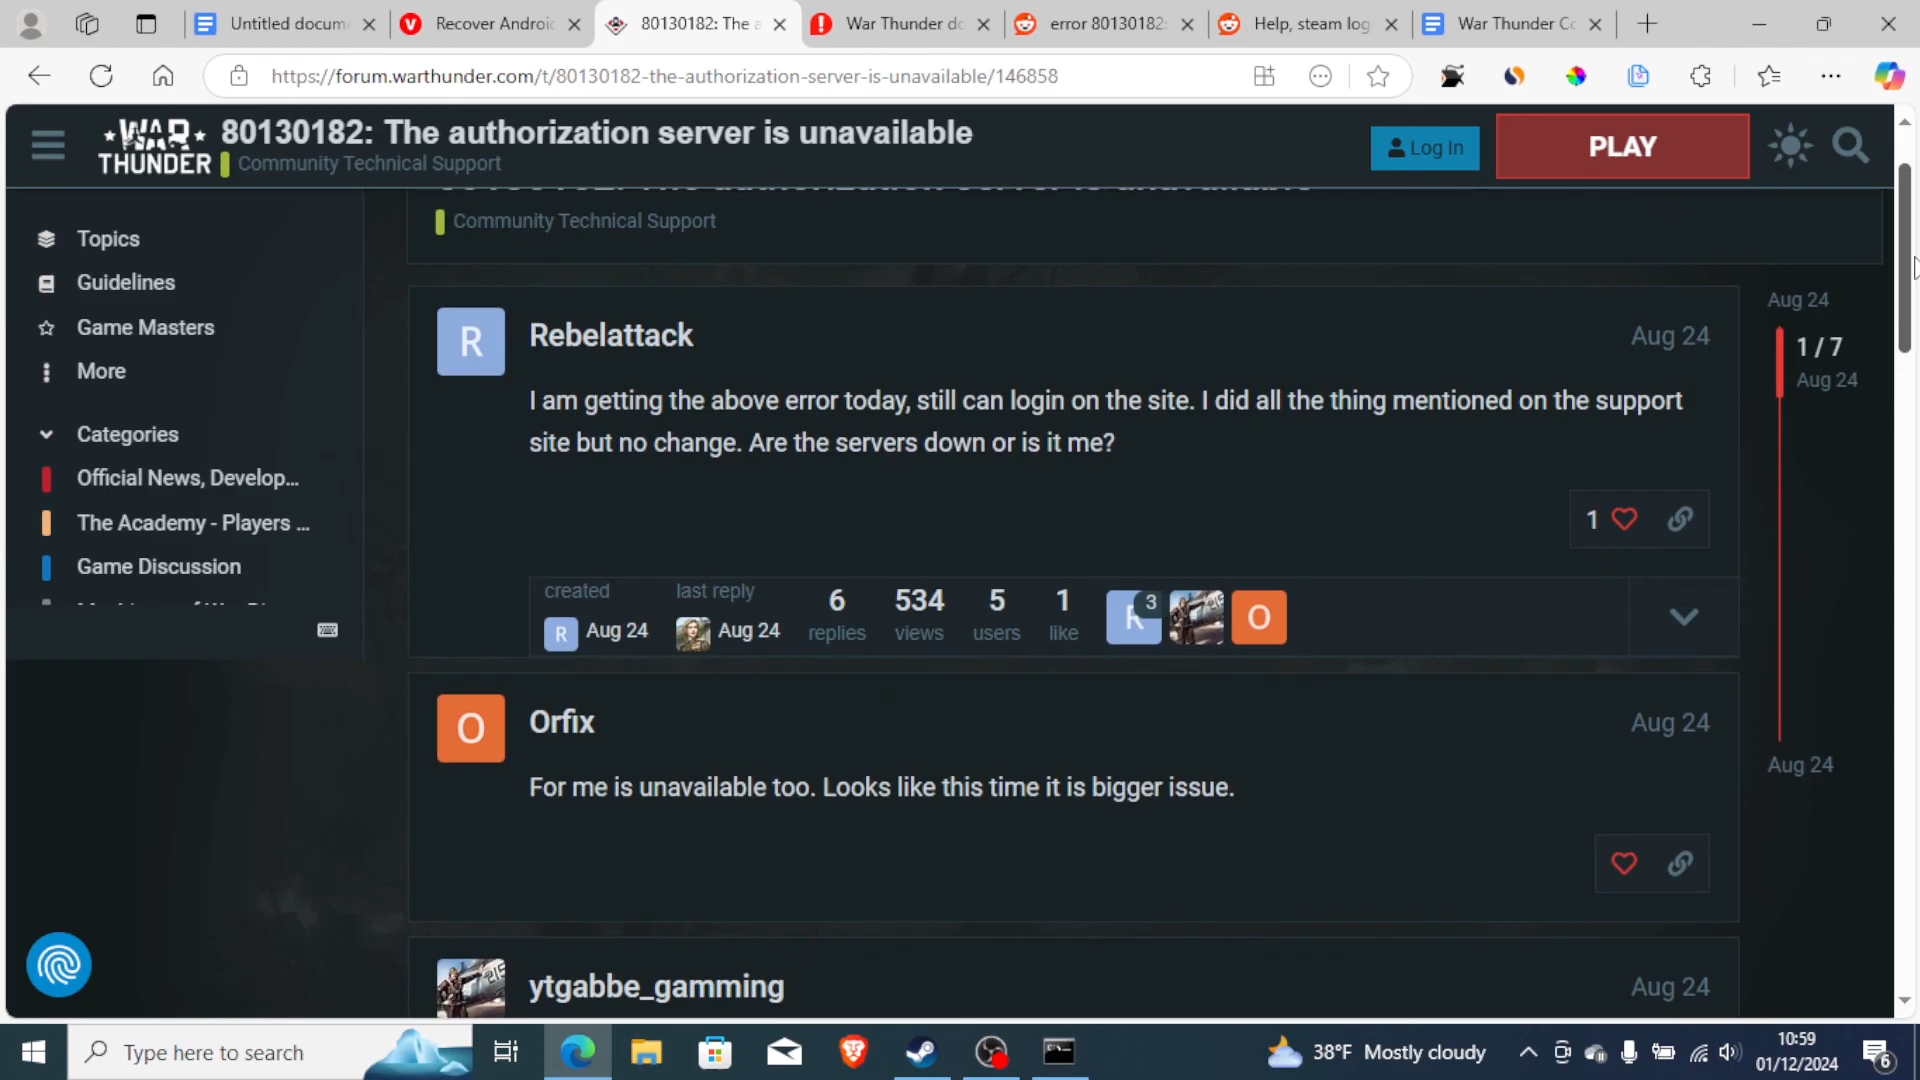 Untitled docum
Recover Androi
80130182: The a
War Thunder do
error 80130182:
Help, steam log
War Thunder Co
https://forum.warthunder.com/t/80130182-the-authorization-server-is-unavailable/146858
WAR THUNDER
80130182: The authorization server is unavailable
Community Technical Support
Log In
PLAY
Community Technical Support
Topics
Guidelines
Game Masters
More
Categories
Official News, Develop...
The Academy - Players ...
Game Discussion
R
Rebelattack
Aug 24
I am getting the above error today, still can login on the site. I did all the thing mentioned on the support
site but no change. Are the servers down or is it me?
1
created
R Aug 24
last reply
Aug 24
6
replies
534
views
5
users
1
like
R 3
O
O
Orfix
Aug 24
For me is unavailable too. Looks like this time it is bigger issue.
ytgabbe_gamming
Aug 24
Aug 24
1 / 7
Aug 24
Aug 24
Type here to search
38°F Mostly cloudy
10:59
01/12/2024
6